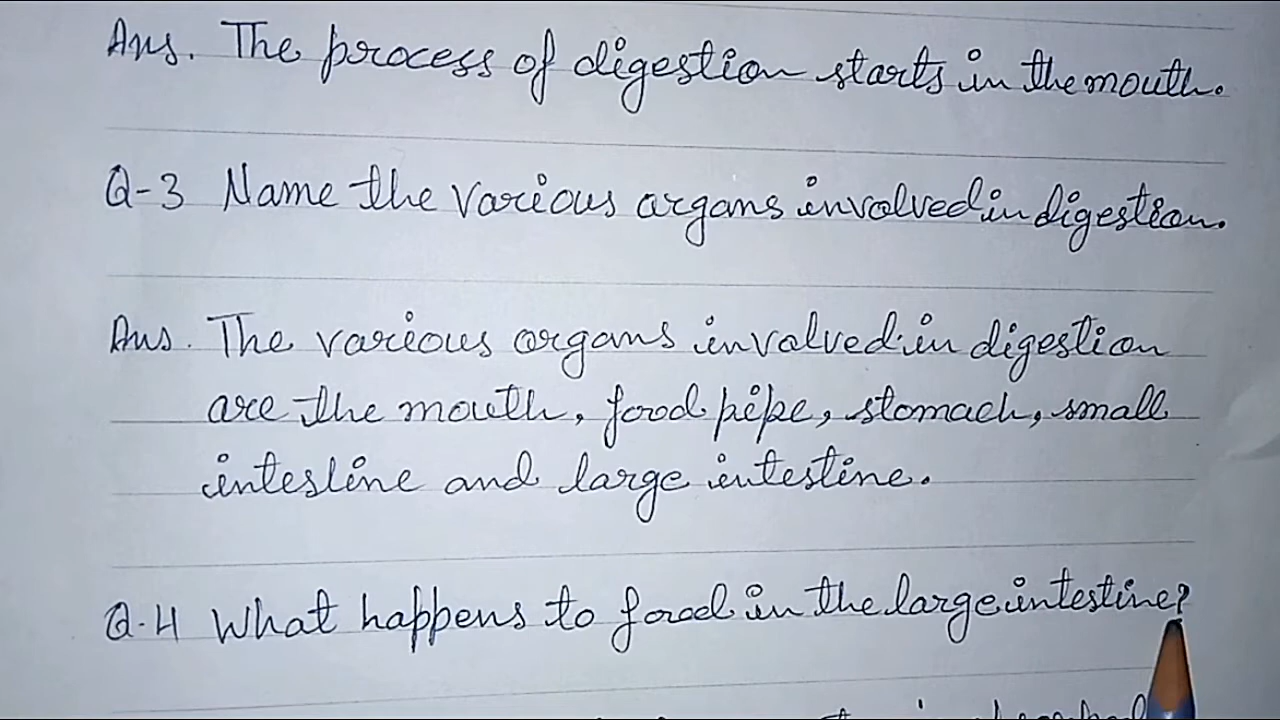 Ans. The process of digestion starts in the mouth.
Q-3 Name the various organs involved in digestion.
Ans. The various organs involved in digestion
are the mouth, food pipe, stomach, small
intestine and large intestine.
Q.4 What happens to food in the large intestine?